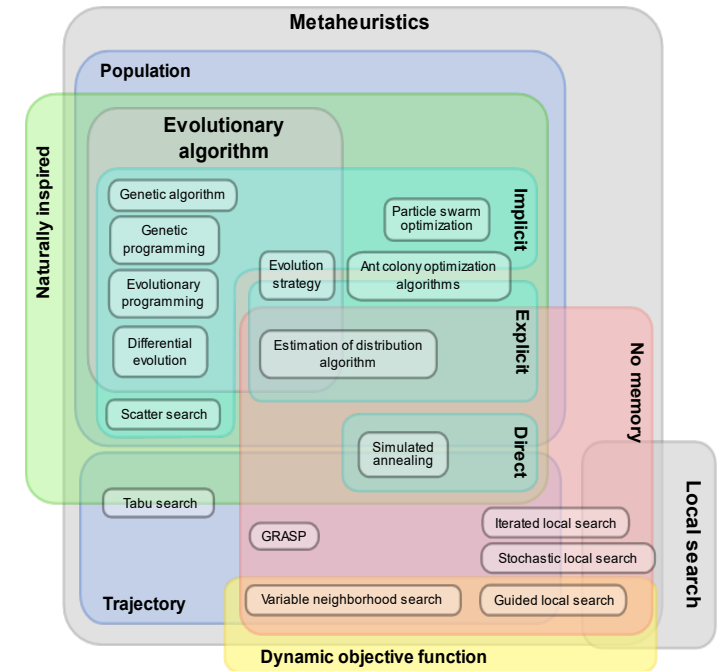 Metaheuristics
Population
Evolutionary
algorithm
Naturally inspired
Implicit
Genetic algorithm
Particle swarm
optimization
Genetic
programming
Evolution
strategy
Ant colony optimization
algorithms
Evolutionary
programming
Explicit
Differential
evolution
Estimation of distribution
algorithm
No memory
Scatter search
Direct
Simulated
annealing
Local search
Tabu search
Iterated local search
GRASP
Stochastic local search
Trajectory
Variable neighborhood search
Guided local search
Dynamic objective function